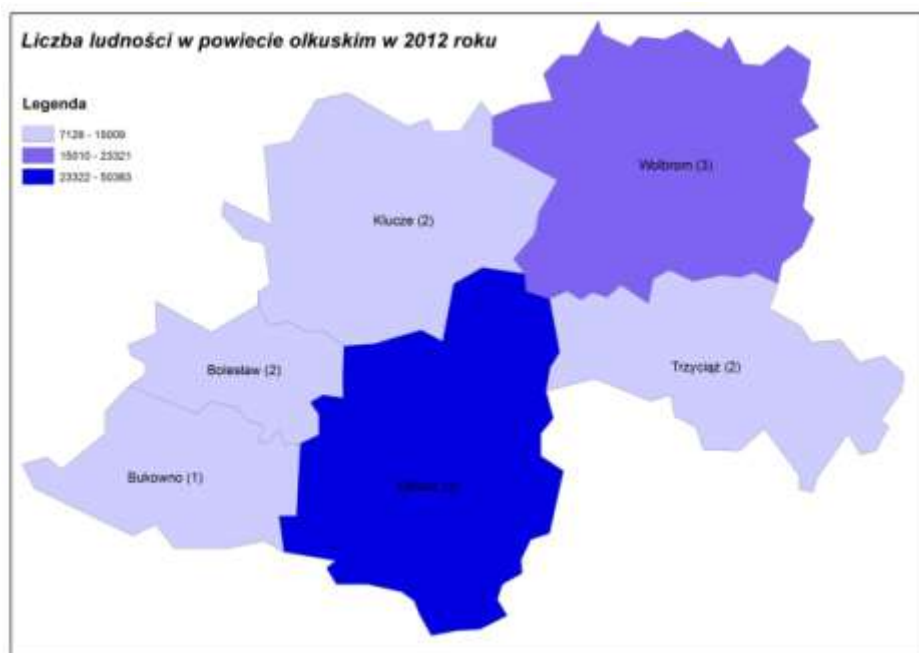 Liczba ludności w powiecie olkuskim w 2012 roku
Legenda
7128 - 15009
15010 - 23321
23322 - 50383
Wolbrom (3)
Klucze (2)
Trzyciąż (2)
Bolesław (2)
Bukowno (1)